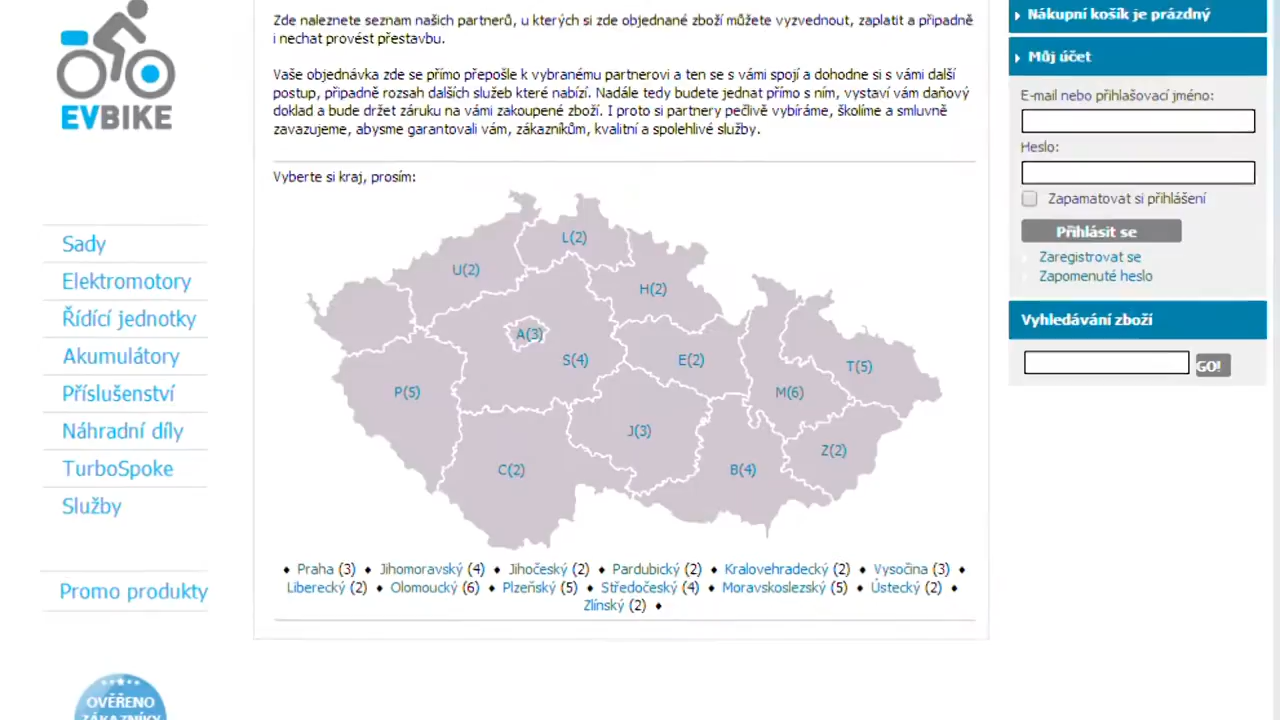 EVBIKE
Sady
Elektromotory
Řídící jednotky
Akumulátory
Příslušenství
Náhradní díly
TurboSpoke
Služby
Promo produkty
OVĚŘENO
ZÁKAZNÍKY
Zde naleznete seznam našich partnerů, u kterých si zde objednané zboží můžete vyzvednout, zaplatit a případně
i nechat provést přestavbu.
Vaše objednávka zde se přímo přepošle k vybranému partnerovi a ten se s vámi spojí a dohodne si s vámi další
postup, připadně rozsah dalších služeb které nabízí. Nadále tedy budete jednat přímo s ním, vystaví vám daňový
doklad a bude držet záruku na vámi zakoupené zboží. I proto si partnery pečlivě vybíráme, školíme a smluvně
zavazujeme, abysme garantovali vám, zákazníkům, kvalitní a spolehlivé služby.
Vyberte si kraj, prosím:
L(2)
U(2)
H(2)
A(3)
S(4)
E(2)
T(5)
P(5)
M(6)
J(3)
Z(2)
C(2)
B(4)
♦ Praha (3) ♦ Jihomoravský (4) ♦ Jihočeský (2) ♦ Pardubický (2) ♦ Kralovehradecký (2) ♦ Vysočina (3) ♦
Liberecký (2) ♦ Olomoucký (6) ♦ Plzeňský (5) ♦ Středočeský (4) ♦ Moravskoslezský (5) ♦ Ústecký (2) ♦
Zlínský (2) ♦
Nákupní košík je prázdný
Můj účet
E-mail nebo přihlašovací jméno:
Heslo:
Zapamatovat si přihlášení
Přihlásit se
Zaregistrovat se
Zapomenuté heslo
Vyhledávání zboží
GO!